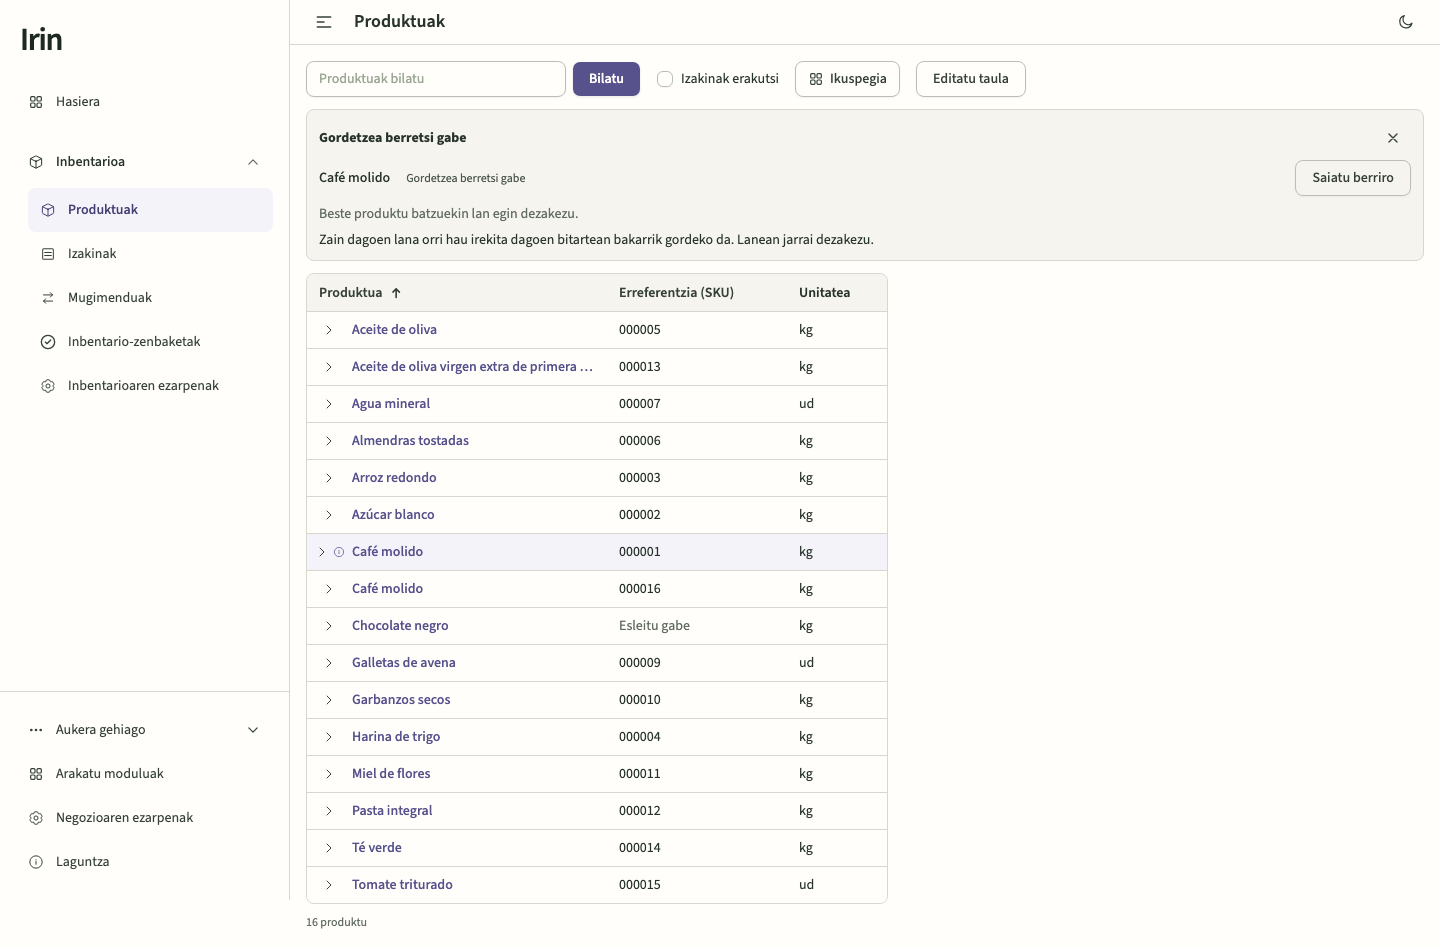 Irin
Produktuak
Hasiera
Inbentarioa
Produktuak
Izakinak
Mugimenduak
Inbentario-zenbaketak
Inbentarioaren ezarpenak
Aukera gehiago
Arakatu moduluak
Negozioaren ezarpenak
Laguntza
Produktuak bilatu Bilatu Izakinak erakutsi Ikuspegia Editatu taula
Gordetzea berretsi gabe
Café molido Gordetzea berretsi gabe Saiatu berriro
Beste produktu batzuekin lan egin dezakezu.
Zain dagoen lana orri hau irekita dagoen bitartean bakarrik gordeko da. Lanean jarrai dezakezu.
Produktua Erreferentzia (SKU) Unitatea
Aceite de oliva 000005 kg
Aceite de oliva virgen extra de primera … 000013 kg
Agua mineral 000007 ud
Almendras tostadas 000006 kg
Arroz redondo 000003 kg
Azúcar blanco 000002 kg
Café molido 000001 kg
Café molido 000016 kg
Chocolate negro Esleitu gabe kg
Galletas de avena 000009 ud
Garbanzos secos 000010 kg
Harina de trigo 000004 kg
Miel de flores 000011 kg
Pasta integral 000012 kg
Té verde 000014 kg
Tomate triturado 000015 ud
16 produktu